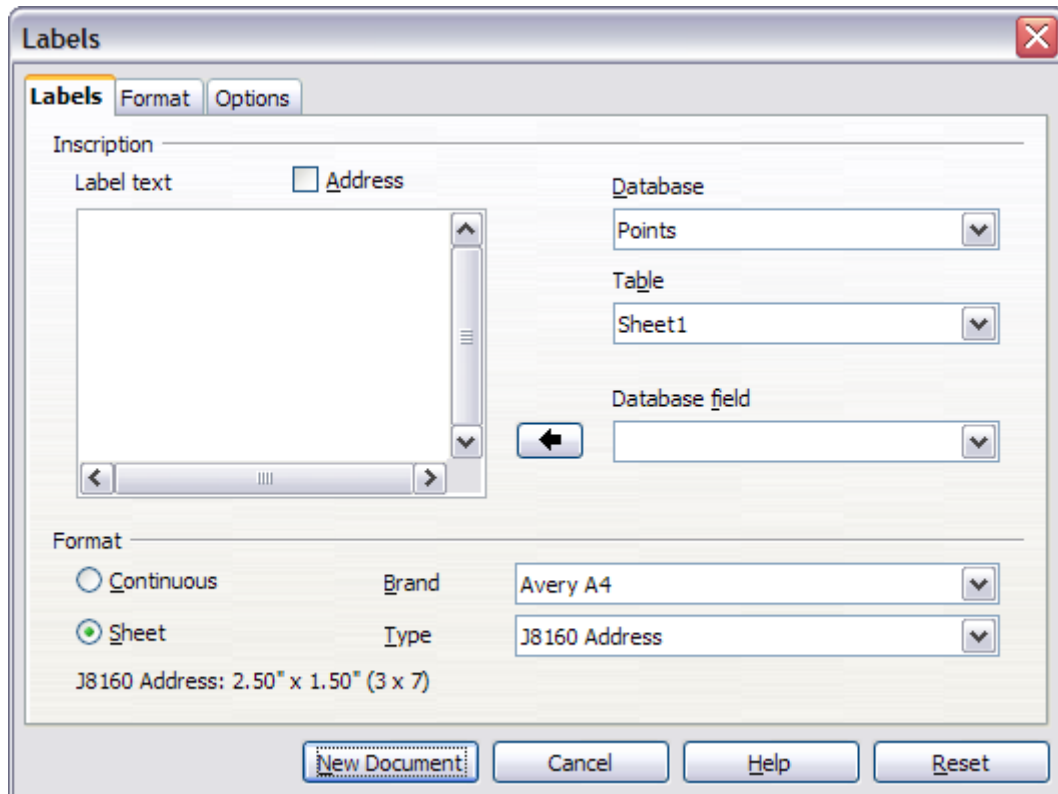 Labels
Labels Format Options
Inscription
Label text Address Database
Points
Table
Sheet1
Database field
Format
Continuous Brand Avery A4
Sheet Type J8160 Address
J8160 Address: 2.50" x 1.50" (3 x 7)
New Document Cancel Help Reset